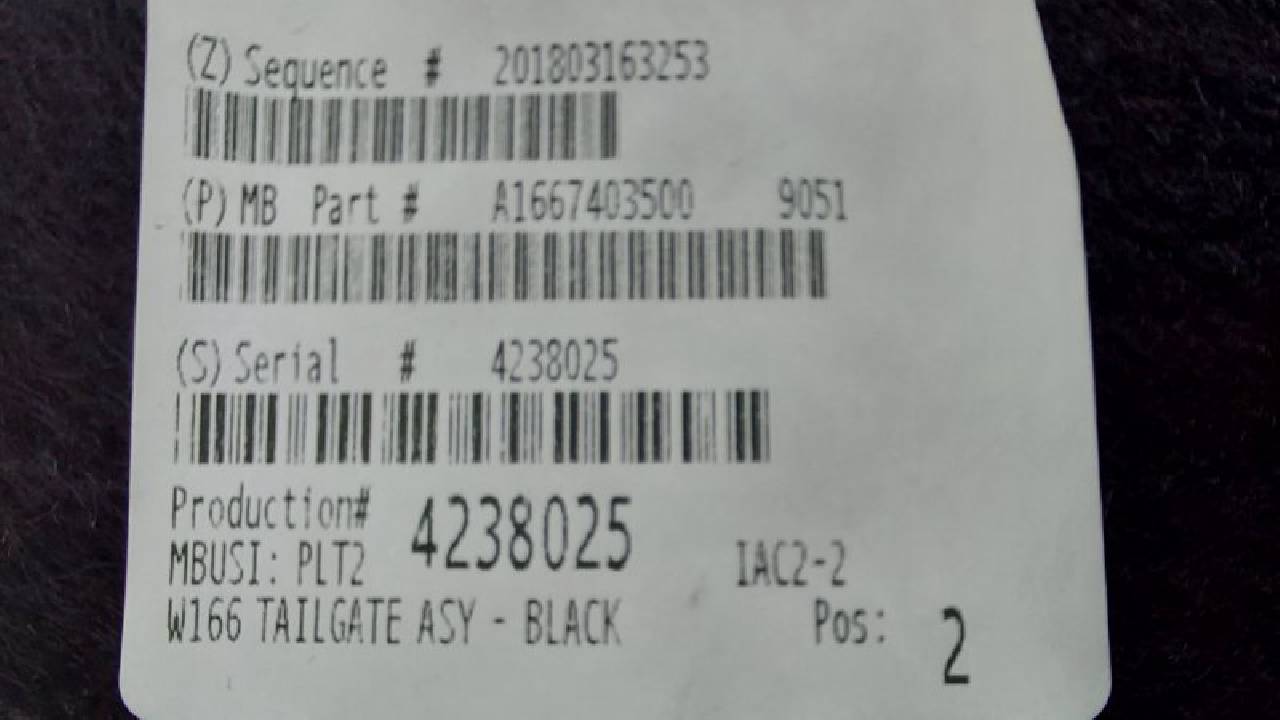 (Z) Sequence # 201803163253
(P) MB Part # A1667403500 9051
(S) Serial # 4238025
Production# 4238025
MBUSI: PLT2 IAC2-2
W166 TAILGATE ASY - BLACK Pos: 2